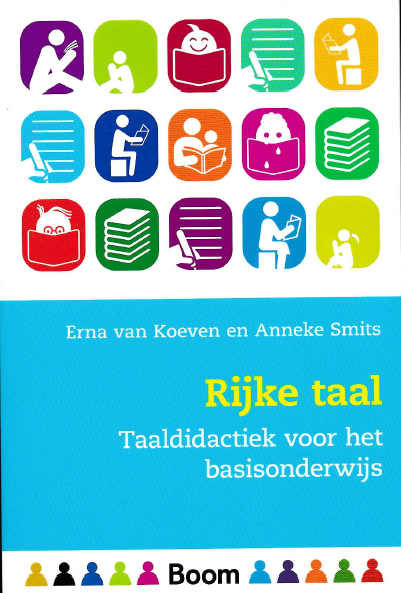 Erna van Koeven en Anneke Smits
Rijke taal
Taaldidactiek voor het
basisonderwijs
Boom